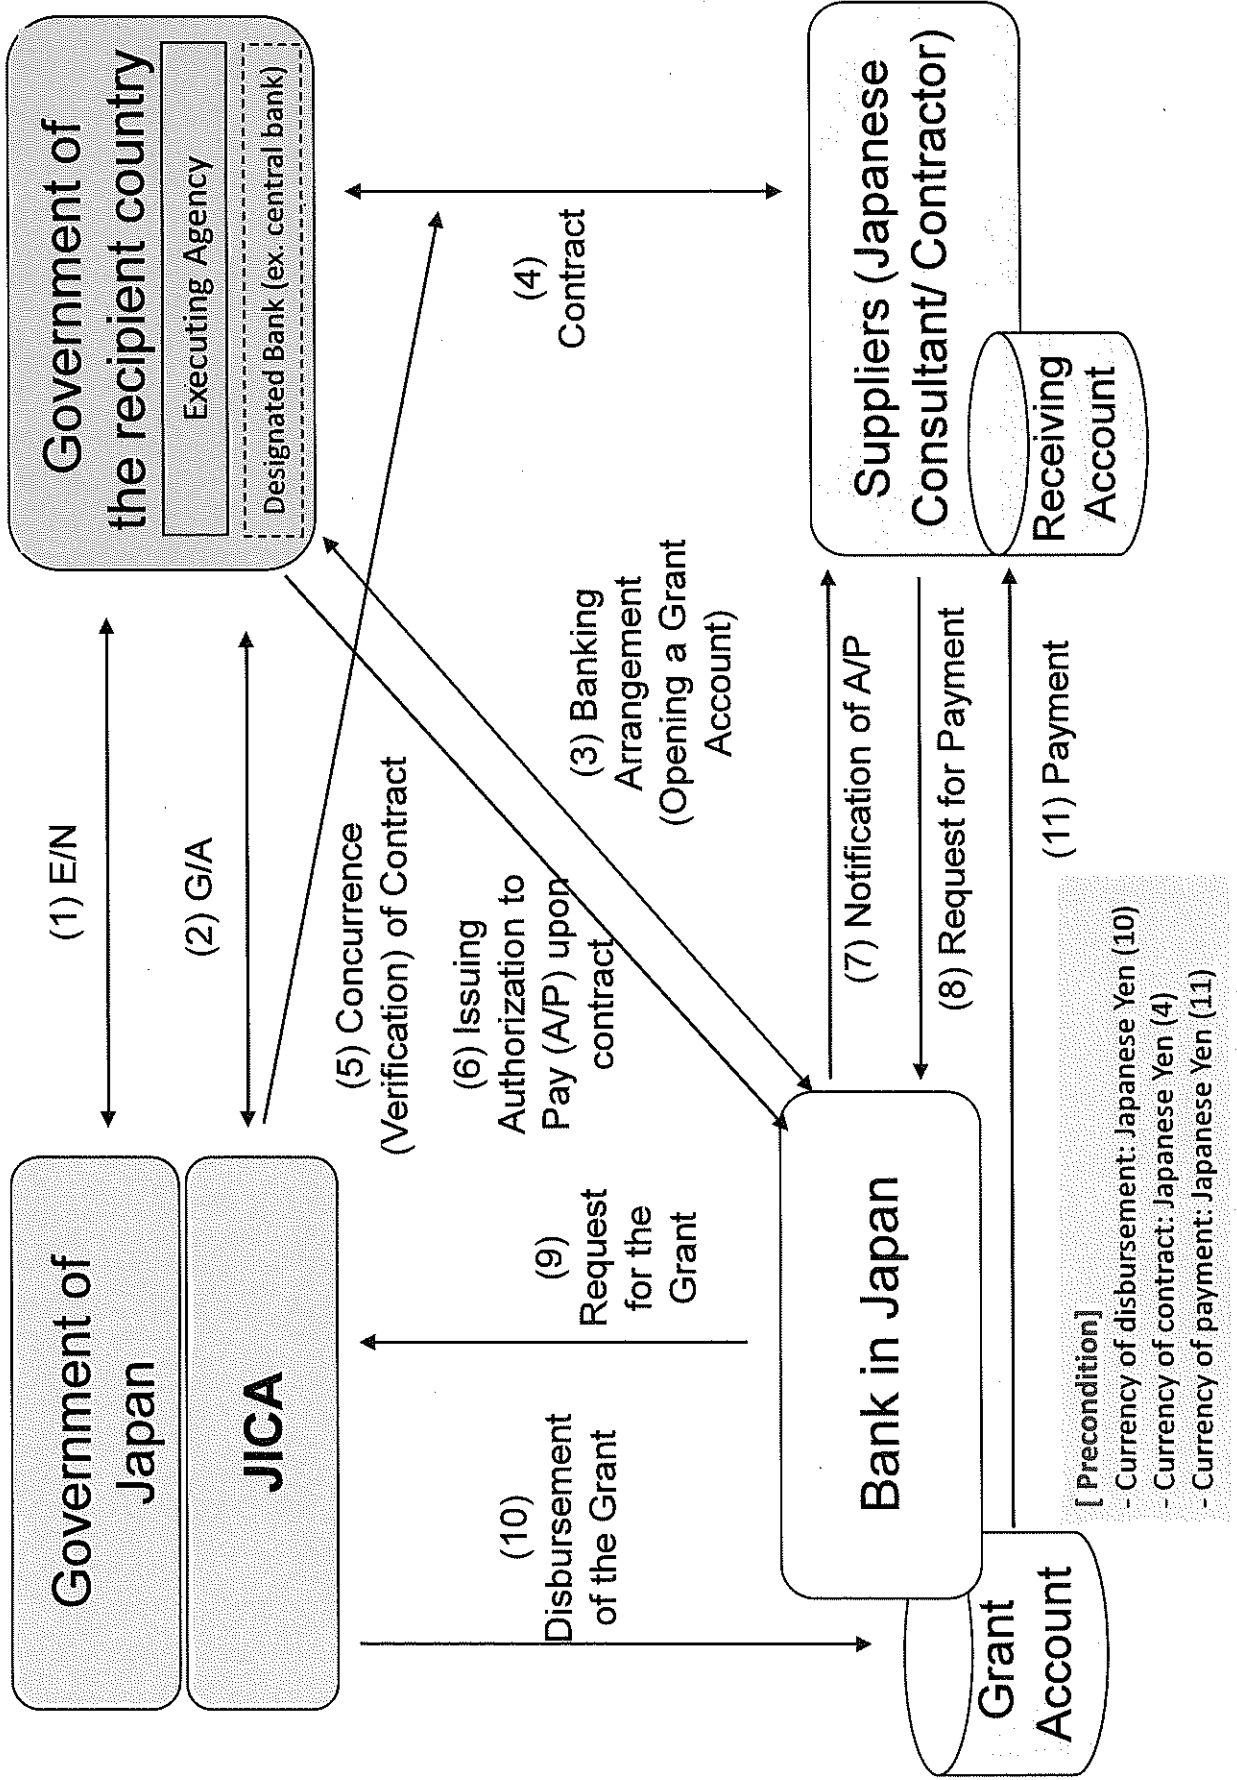 Government of
Japan
JICA
(1) E/N
(2) G/A
Government of
the recipient country
Executing Agency
Designated Bank (ex. central bank)
(5) Concurrence
(Verification) of Contract
(6) Issuing
Authorization to
Pay (A/P) upon
contract
(4)
Contract
(10)
Disbursement
of the Grant
(9)
Request
for the
Grant
(3) Banking
Arrangement
(Opening a Grant
Account)
Bank in Japan
Grant
Account
(7) Notification of A/P
(8) Request for Payment
(11) Payment
Suppliers (Japanese
Consultant/ Contractor)
Receiving
Account
[ Precondition]
- Currency of disbursement: Japanese Yen (10)
- Currency of contract: Japanese Yen (4)
- Currency of payment: Japanese Yen (11)